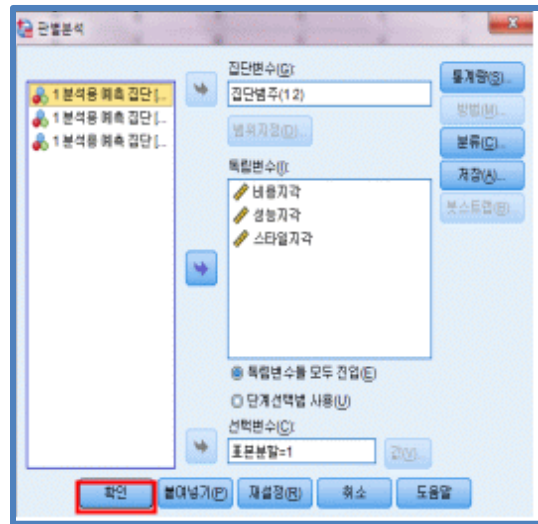 판별분석
집단변수(G):
집단범주(1 2)
범위지정(D)...
독립변수(I):
비용지각
성능지각
스타일지각
독립변수를 모두 진입(E)
단계선택법 사용(U)
선택변수(C):
표본분할=1
값(V)...
1 분석용 예측 집단 [...
1 분석용 예측 집단 [...
1 분석용 예측 집단 [...
통계량(S)...
방법(M)...
분류(C)...
저장(A)...
붓스트랩(B)
확인
붙여넣기(P)
재설정(R)
취소
도움말